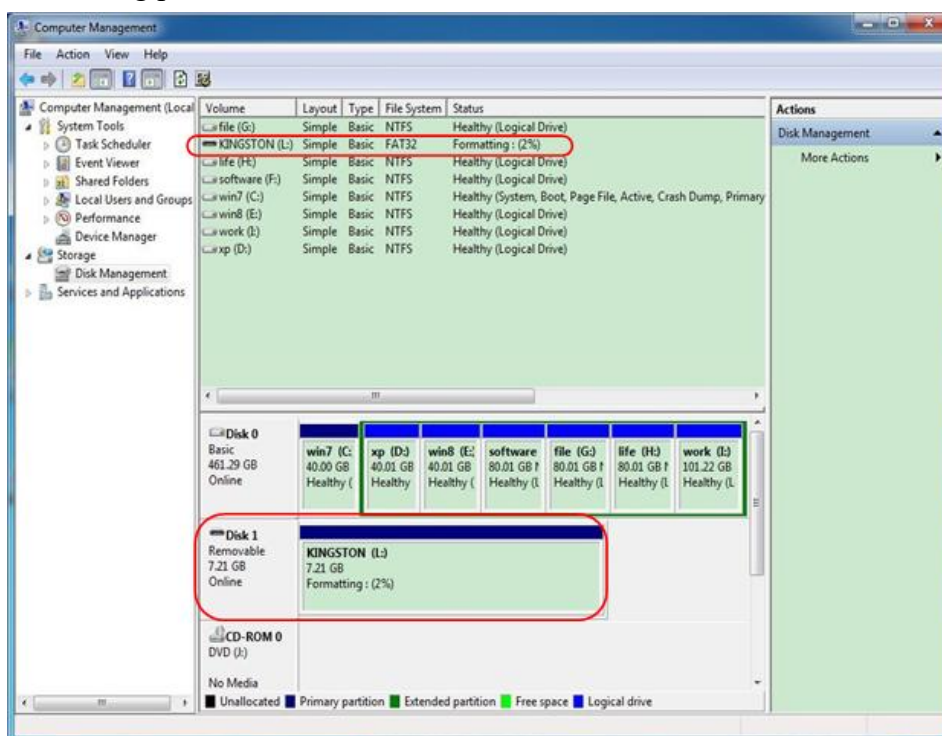 Computer Management
File Action View Help
Computer Management (Local
System Tools
Task Scheduler
Event Viewer
Shared Folders
Local Users and Groups
Performance
Device Manager
Storage
Disk Management
Services and Applications
Volume Layout Type File System Status
file (G:) Simple Basic NTFS Healthy (Logical Drive)
KINGSTON (L:) Simple Basic FAT32 Formatting : (2%)
life (H:) Simple Basic NTFS Healthy (Logical Drive)
software (F:) Simple Basic NTFS Healthy (Logical Drive)
win7 (C:) Simple Basic NTFS Healthy (System, Boot, Page File, Active, Crash Dump, Primary
win8 (E:) Simple Basic NTFS Healthy (Logical Drive)
work (I:) Simple Basic NTFS Healthy (Logical Drive)
xp (D:) Simple Basic NTFS Healthy (Logical Drive)
Actions
Disk Management
More Actions
Disk 0
Basic
461.29 GB
Online
win7 (C: xp (D:) win8 (E: software file (G:) life (H:) work (I:)
40.00 GB 40.01 GB 40.01 GB 80.01 GB 80.01 GB 80.01 GB 101.22 GB
Healthy ( Healthy Healthy ( Healthy (L Healthy (L Healthy (L Healthy (L
Disk 1
Removable
7.21 GB
Online
KINGSTON (L:)
7.21 GB
Formatting : (2%)
CD-ROM 0
DVD (J:)
No Media
Unallocated Primary partition Extended partition Free space Logical drive